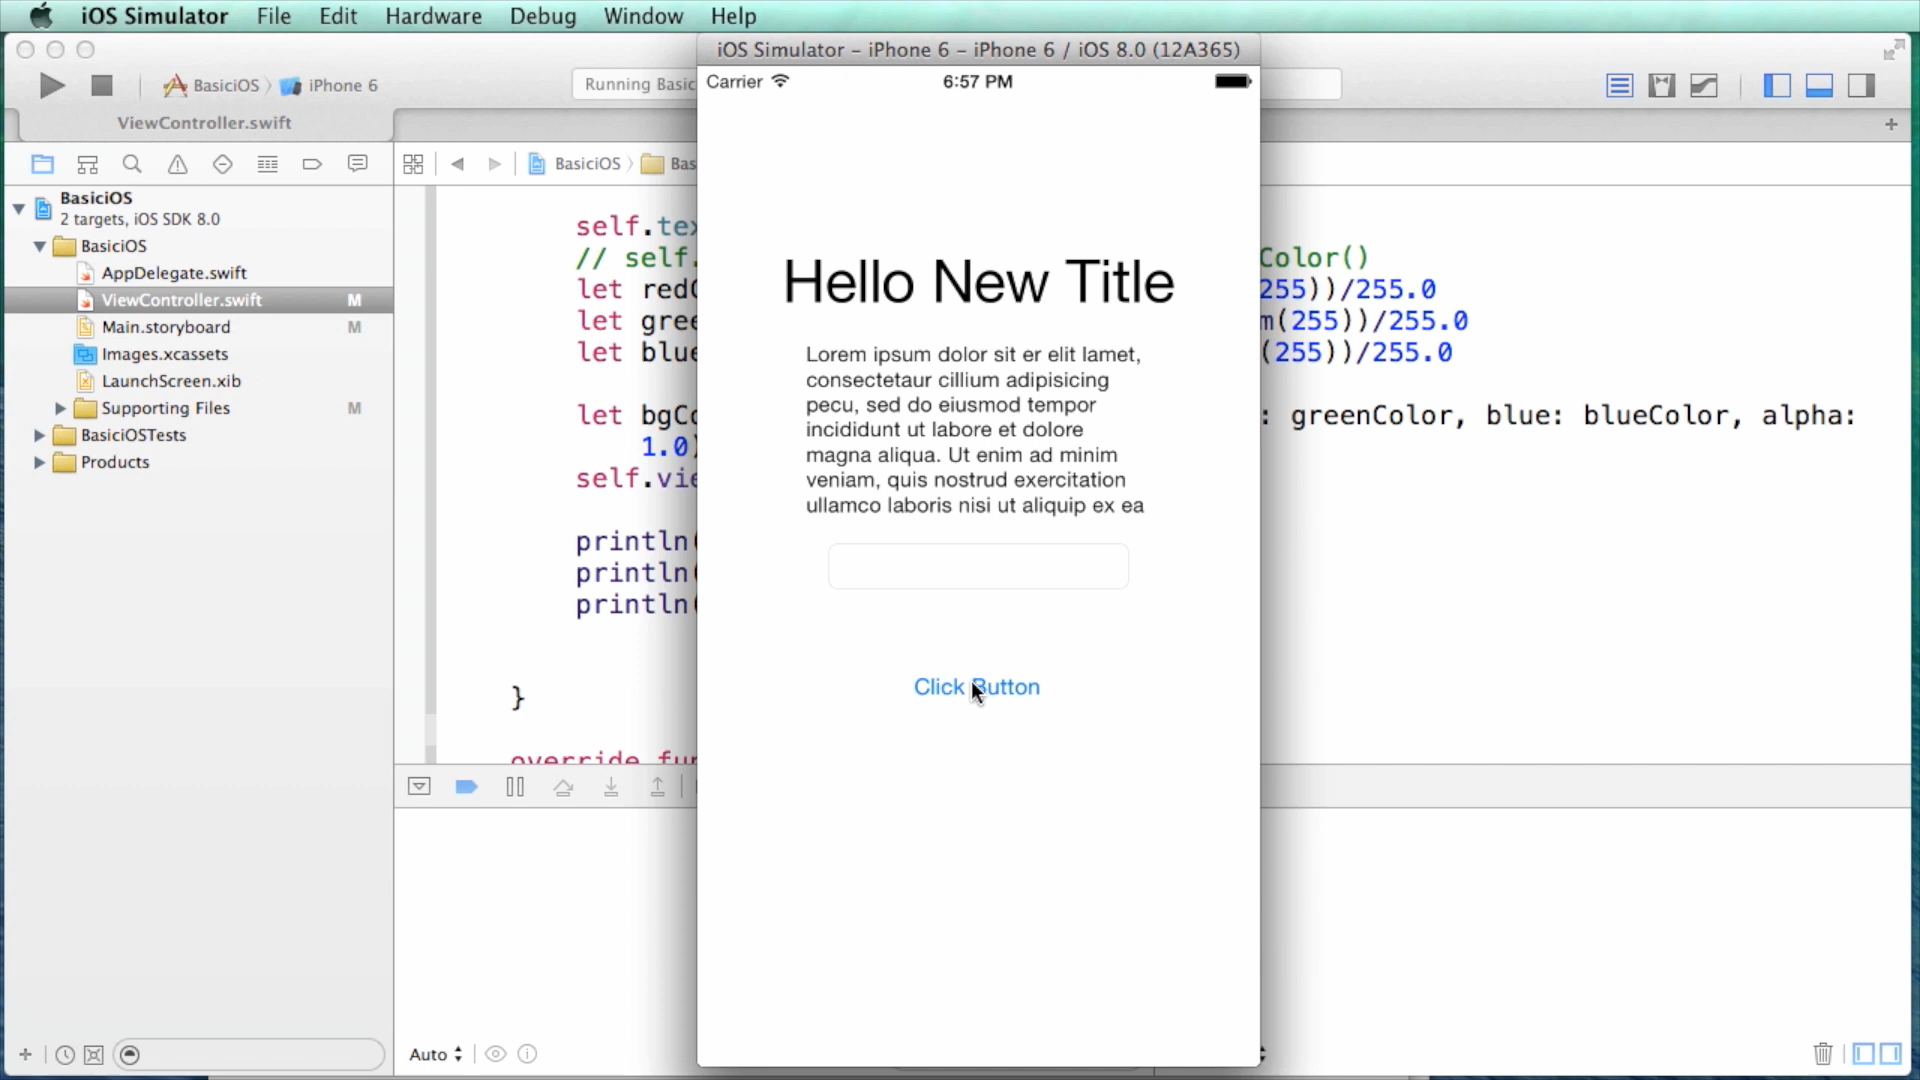 iOS Simulator File Edit Hardware Debug Window Help
iOS Simulator – iPhone 6 – iPhone 6 / iOS 8.0 (12A365)
BasiciOS iPhone 6
Running Basic
Carrier 6:57 PM
ViewController.swift
BasiciOS
2 targets, iOS SDK 8.0
BasiciOS
AppDelegate.swift
ViewController.swift M
Main.storyboard M
Images.xcassets
LaunchScreen.xib
Supporting Files M
BasiciOSTests
Products
BasiciOS Bas
self.tex
// self. Color()
let redC 255))/255.0
let gree m(255))/255.0
let blue (255))/255.0
let bgCo : greenColor, blue: blueColor, alpha:
1.0)
self.vie
println(
println(
println(
}
override fun
Hello New Title
Lorem ipsum dolor sit er elit lamet,
consectetaur cillium adipisicing
pecu, sed do eiusmod tempor
incididunt ut labore et dolore
magna aliqua. Ut enim ad minim
veniam, quis nostrud exercitation
ullamco laboris nisi ut aliquip ex ea
Click Button
Auto